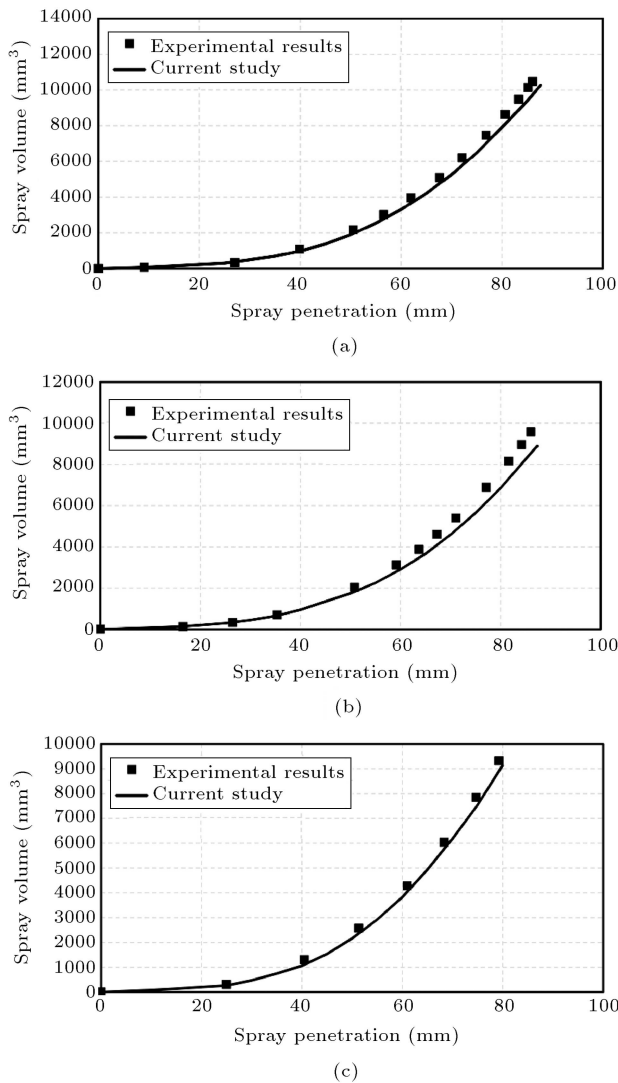 14000
12000
10000
8000
6000
4000
2000
0
Spray volume (mm³)
Experimental results
Current study
0 20 40 60 80 100
Spray penetration (mm)
(a)
12000
10000
8000
6000
4000
2000
0
Spray volume (mm³)
Experimental results
Current study
0 20 40 60 80 100
Spray penetration (mm)
(b)
10000
9000
8000
7000
6000
5000
4000
3000
2000
1000
0
Spray volume (mm³)
Experimental results
Current study
0 20 40 60 80 100
Spray penetration (mm)
(c)